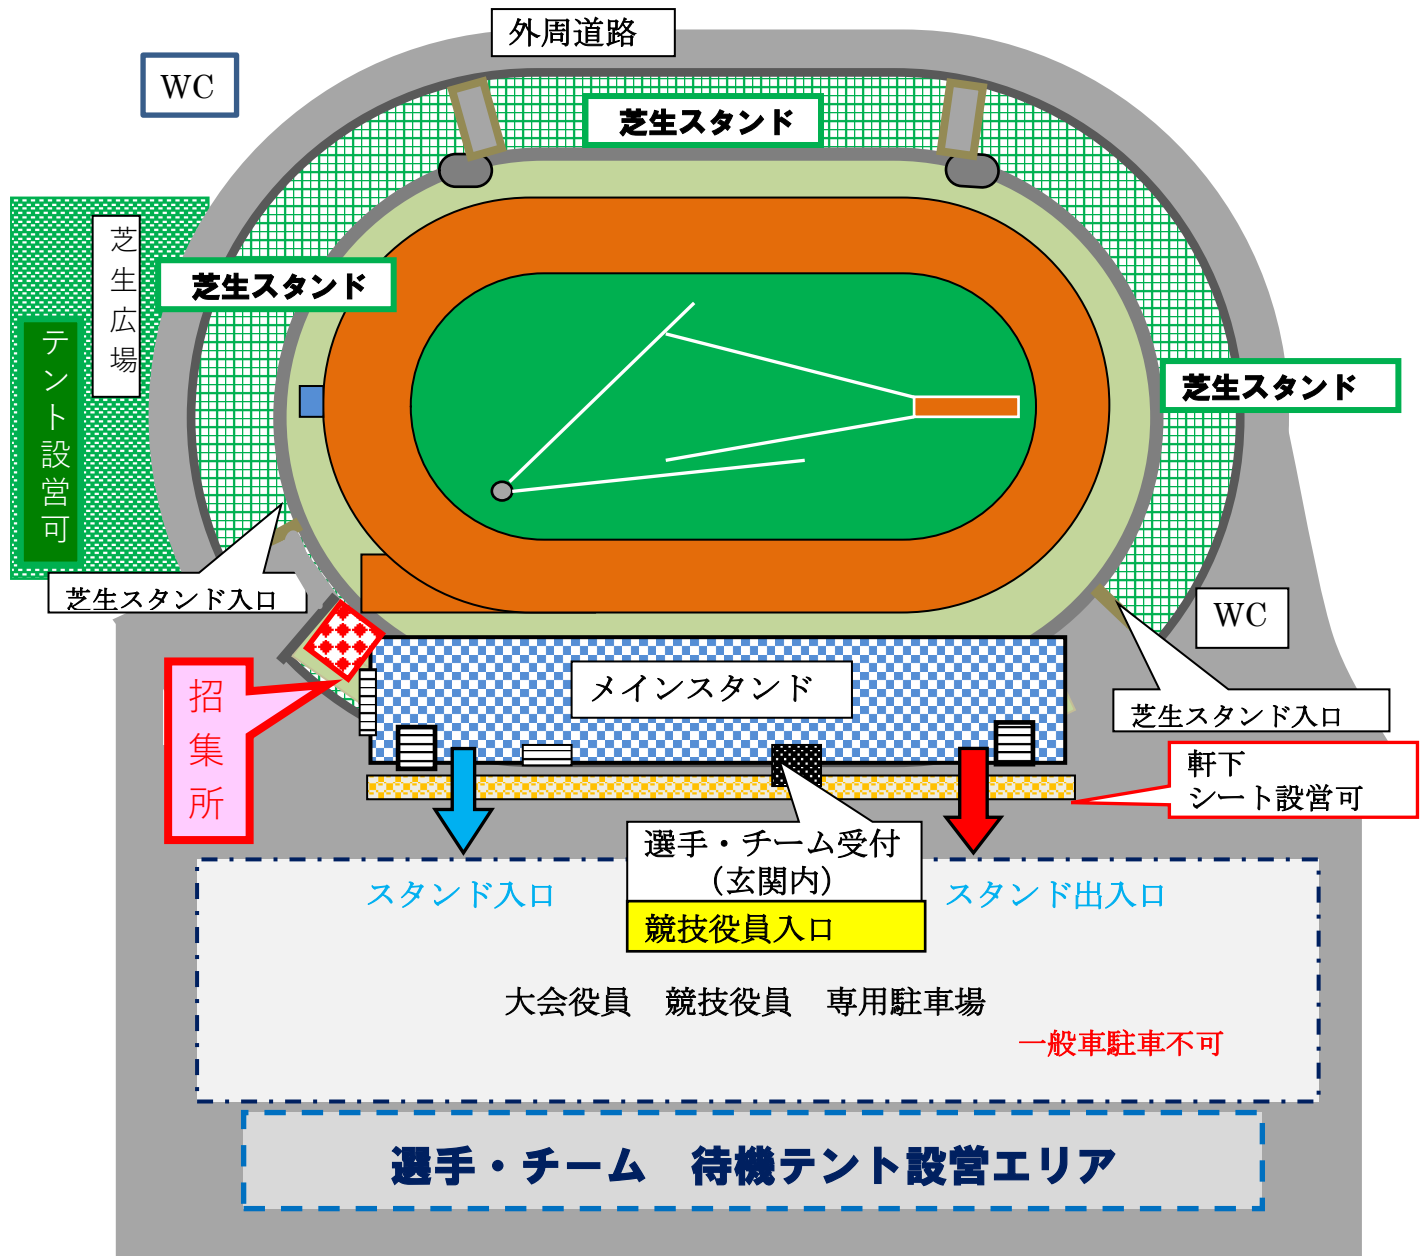 外周道路
WC
芝生スタンド
芝生広場
芝生スタンド
テント設営可
芝生スタンド
芝生スタンド入口
WC
招集所
メインスタンド
芝生スタンド入口
軒下
シート設営可
選手・チーム受付
（玄関内）
スタンド入口
スタンド出入口
競技役員入口
大会役員　競技役員　専用駐車場
一般車駐車不可
選手・チーム　待機テント設営エリア